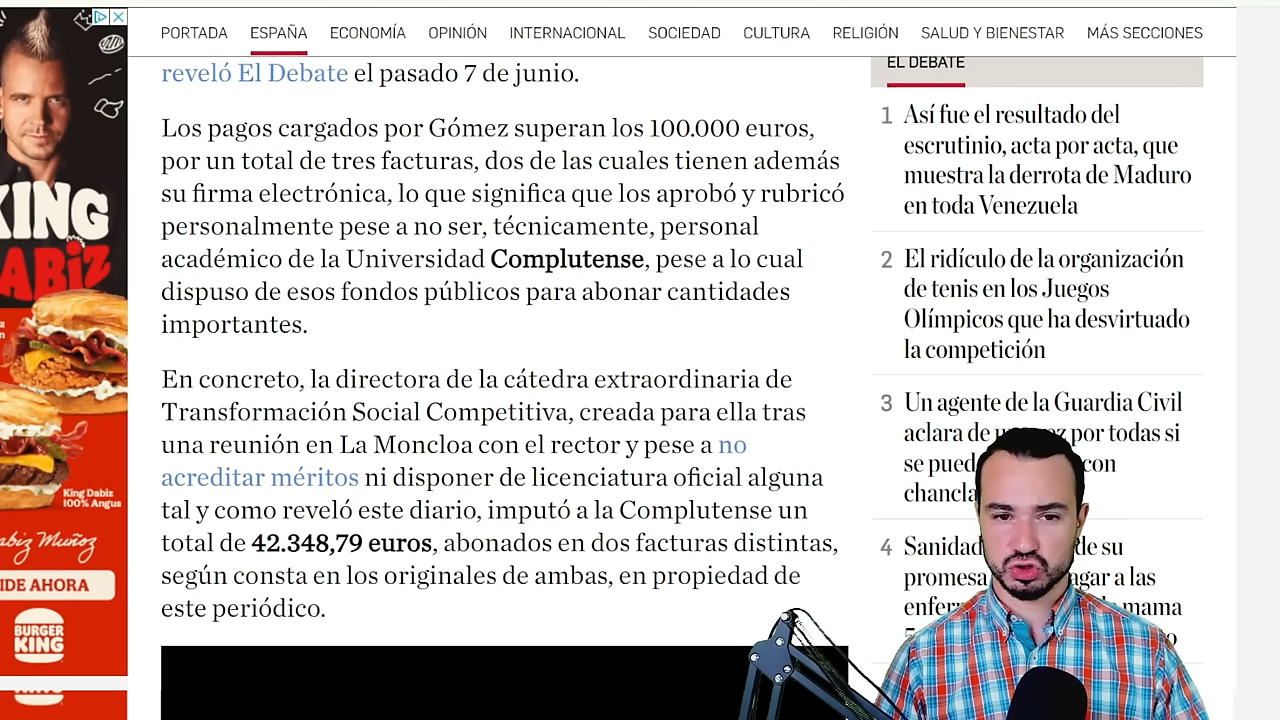 PORTADA ESPAÑA ECONOMÍA OPINIÓN INTERNACIONAL SOCIEDAD CULTURA RELIGIÓN SALUD Y BIENESTAR MÁS SECCIONES
reveló El Debate el pasado 7 de junio.
Los pagos cargados por Gómez superan los 100.000 euros,
por un total de tres facturas, dos de las cuales tienen además
su firma electrónica, lo que significa que los aprobó y rubricó
personalmente pese a no ser, técnicamente, personal
académico de la Universidad Complutense, pese a lo cual
dispuso de esos fondos públicos para abonar cantidades
importantes.
En concreto, la directora de la cátedra extraordinaria de
Transformación Social Competitiva, creada para ella tras
una reunión en La Moncloa con el rector y pese a no
acreditar méritos ni disponer de licenciatura oficial alguna
tal y como reveló este diario, imputó a la Complutense un
total de 42.348,79 euros, abonados en dos facturas distintas,
según consta en los originales de ambas, en propiedad de
este periódico.
EL DEBATE
1 Así fue el resultado del
escrutinio, acta por acta, que
muestra la derrota de Maduro
en toda Venezuela
2 El ridículo de la organización
de tenis en los Juegos
Olímpicos que ha desvirtuado
la competición
3 Un agente de la Guardia Civil
aclara de por todas si
se con
4 Sanidad de su
promesa a las
mama
KING
King Dabiz
100% Angus
Muñoz
AHORA
BURGER
KING